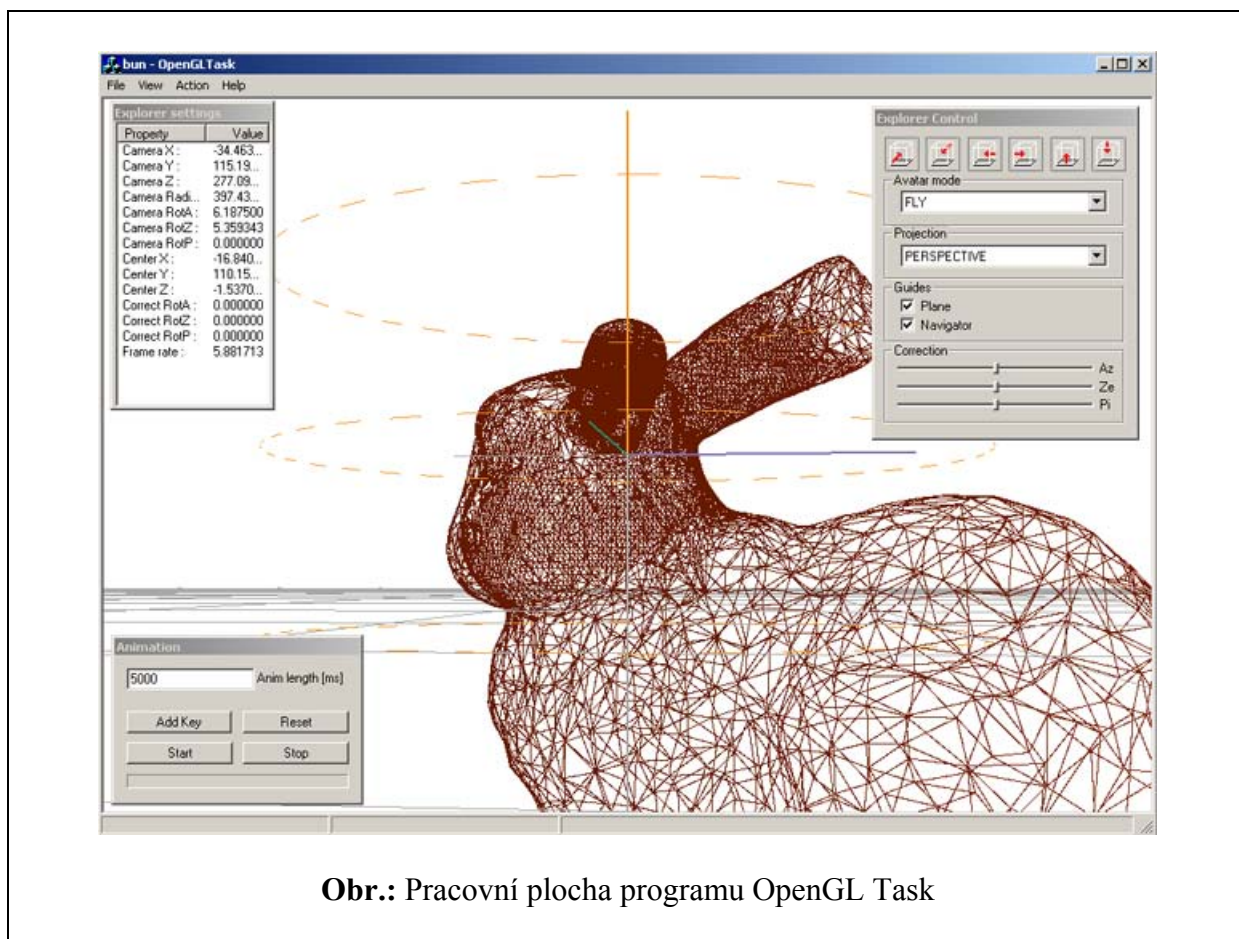 bun - OpenGLTask
File View Action Help
Explorer settings
Property Value
Camera X : -34.463...
Camera Y : 115.19...
Camera Z : 277.09...
Camera Radi... 397.43...
Camera RotA : 6.187500
Camera RotZ : 5.359343
Camera RotP : 0.000000
Center X : -16.840...
Center Y : 110.15...
Center Z : -1.5370...
Correct RotA : 0.000000
Correct RotZ : 0.000000
Correct RotP : 0.000000
Frame rate : 5.881713
Explorer Control
Avatar mode
FLY
Projection
PERSPECTIVE
Guides
Plane
Navigator
Correction
Az
Ze
Pi
Animation
5000 Anim length [ms]
Add Key Reset
Start Stop
Obr.: Pracovní plocha programu OpenGL Task